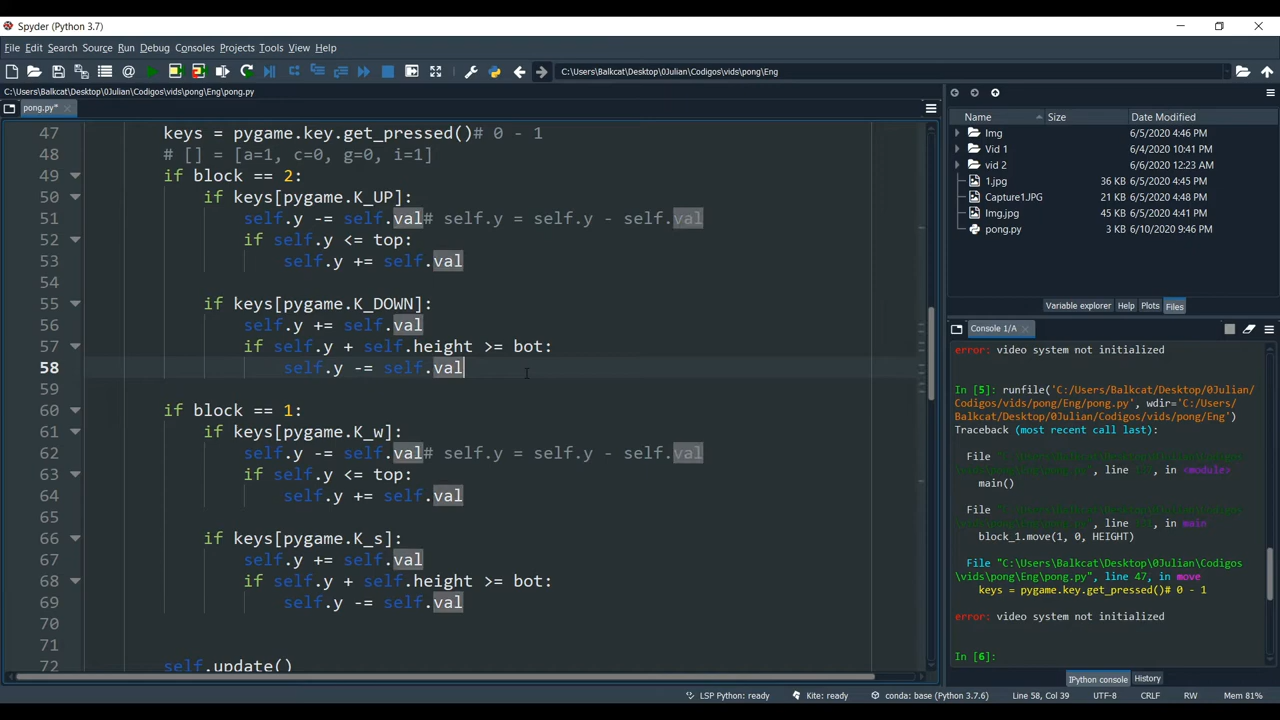 Spyder (Python 3.7)
File Edit Search Source Run Debug Consoles Projects Tools View Help
C:\Users\Balkcat\Desktop\0Julian\Codigos\vids\pong\Eng
C:\Users\Balkcat\Desktop\0Julian\Codigos\vids\pong\Eng\pong.py
pong.py*
47 keys = pygame.key.get_pressed()# 0 - 1
48 # [] = [a=1, c=0, g=0, i=1]
49 if block == 2:
50 if keys[pygame.K_UP]:
51 self.y -= self.val# self.y = self.y - self.val
52 if self.y <= top:
53 self.y += self.val
54
55 if keys[pygame.K_DOWN]:
56 self.y += self.val
57 if self.y + self.height >= bot:
58 self.y -= self.val
59
60 if block == 1:
61 if keys[pygame.K_w]:
62 self.y -= self.val# self.y = self.y - self.val
63 if self.y <= top:
64 self.y += self.val
65
66 if keys[pygame.K_s]:
67 self.y += self.val
68 if self.y + self.height >= bot:
69 self.y -= self.val
70
71
72 self.update()
Name Size Date Modified
Img 6/5/2020 4:46 PM
Vid 1 6/4/2020 10:41 PM
vid 2 6/6/2020 12:23 AM
1.jpg 36 KB 6/5/2020 4:45 PM
Capture1.JPG 21 KB 6/5/2020 4:48 PM
Img.jpg 45 KB 6/5/2020 4:41 PM
pong.py 3 KB 6/10/2020 9:46 PM
Variable explorer Help Plots Files
Console 1/A
error: video system not initialized
In [5]: runfile('C:/Users/Balkcat/Desktop/0Julian/
Codigos/vids/pong/Eng/pong.py', wdir='C:/Users/
Balkcat/Desktop/0Julian/Codigos/vids/pong/Eng')
Traceback (most recent call last):
File
line in <module>
main()
File
line in main
block_1.move(1, 0, HEIGHT)
File "C:\Users\Balkcat\Desktop\0Julian\Codigos
\vids\pong\Eng\pong.py", line 47, in move
keys = pygame.key.get_pressed()# 0 - 1
error: video system not initialized
In [6]:
IPython console History
LSP Python: ready Kite: ready conda: base (Python 3.7.6) Line 58, Col 39 UTF-8 CRLF RW Mem 81%